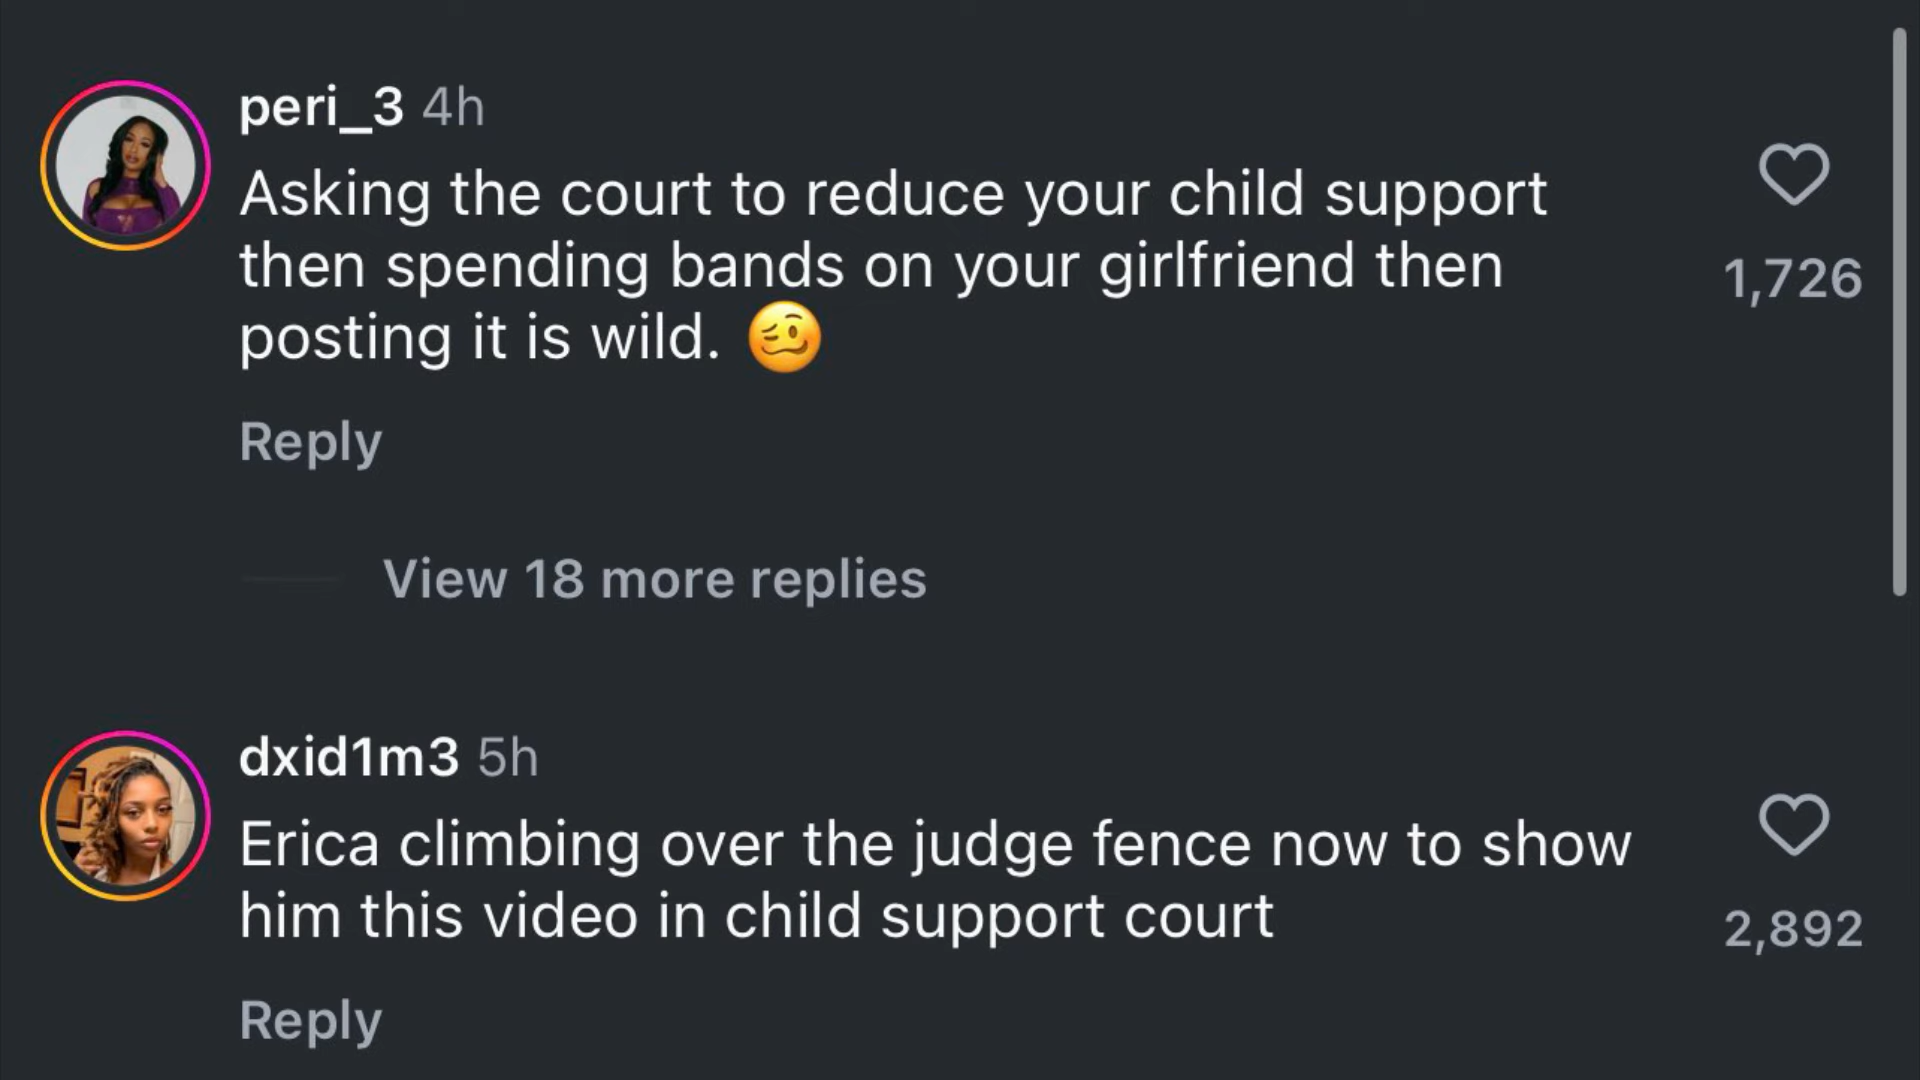 peri_3 4h
Asking the court to reduce your child support
then spending bands on your girlfriend then
posting it is wild. 🥴
1,726
Reply
View 18 more replies
dxid1m3 5h
Erica climbing over the judge fence now to show
him this video in child support court
2,892
Reply